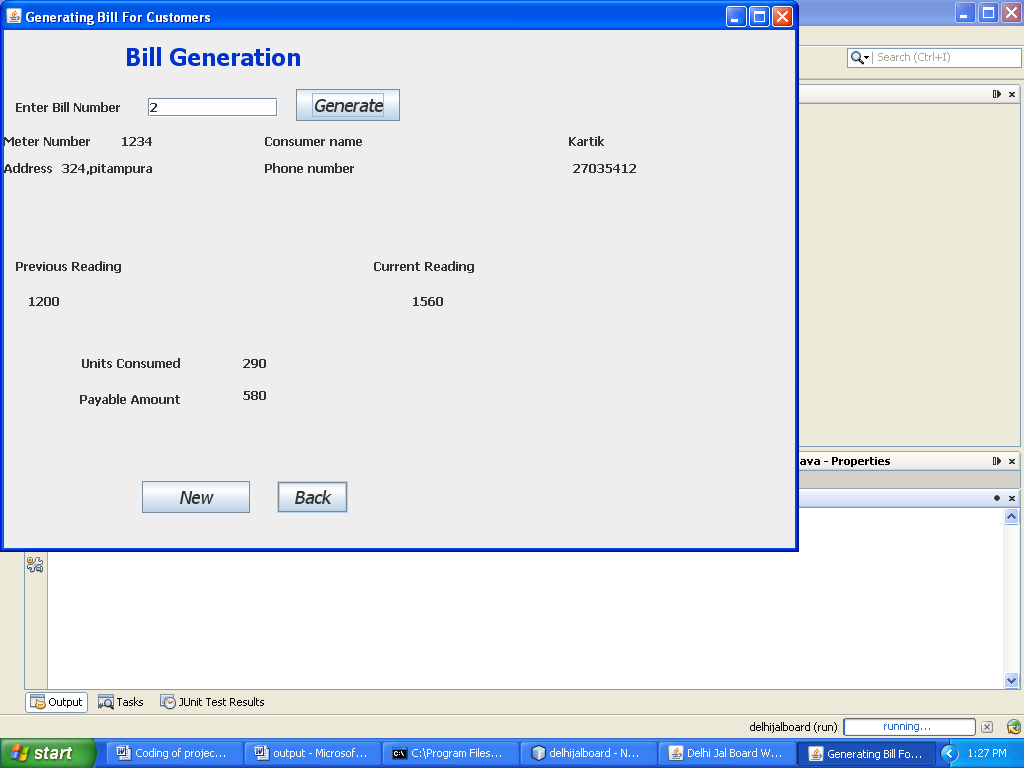 Generating Bill For Customers
Bill Generation
Search (Ctrl+I)
Enter Bill Number 2 Generate
Meter Number 1234 Consumer name Kartik
Address 324,pitampura Phone number 27035412
Previous Reading Current Reading
1200 1560
Units Consumed 290
Payable Amount 580
ava - Properties
New Back
Output Tasks JUnit Test Results
delhijalboard (run) running...
start Coding of projec... output - Microsof... C:\Program Files... delhijalboard - N... Delhi Jal Board W... Generating Bill Fo... 1:27 PM